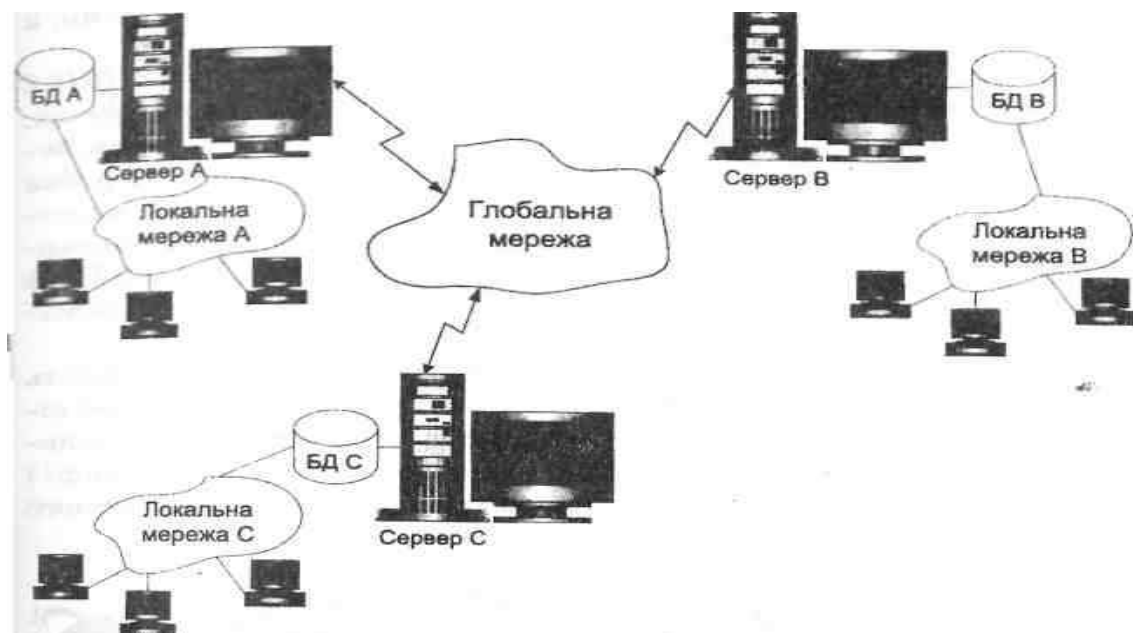 БД А
Сервер А
Локальна
мережа А
Глобальна
мережа
БД В
Сервер В
Локальна
мережа В
БД С
Сервер С
Локальна
мережа С